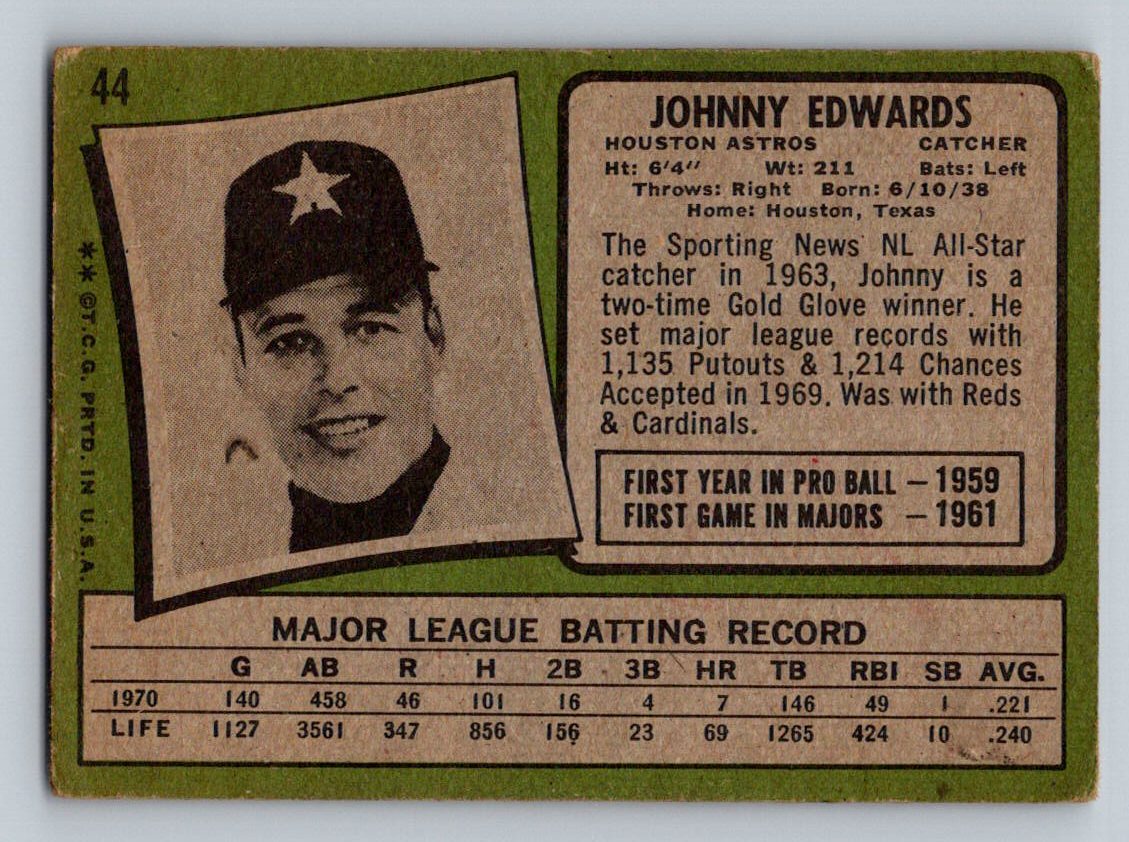 44
JOHNNY EDWARDS
HOUSTON ASTROS CATCHER
Ht: 6'4" Wt: 211 Bats: Left
Throws: Right Born: 6/10/38
Home: Houston, Texas
The Sporting News NL All-Star
catcher in 1963, Johnny is a
two-time Gold Glove winner. He
set major league records with
1,135 Putouts & 1,214 Chances
Accepted in 1969. Was with Reds
& Cardinals.
FIRST YEAR IN PRO BALL – 1959
FIRST GAME IN MAJORS – 1961
** ©T.C.G. PRTD. IN U.S.A.
MAJOR LEAGUE BATTING RECORD
G AB R H 2B 3B HR TB RBI SB AVG.
1970 140 458 46 101 16 4 7 146 49 1 .221
LIFE 1127 3561 347 856 156 23 69 1265 424 10 .240